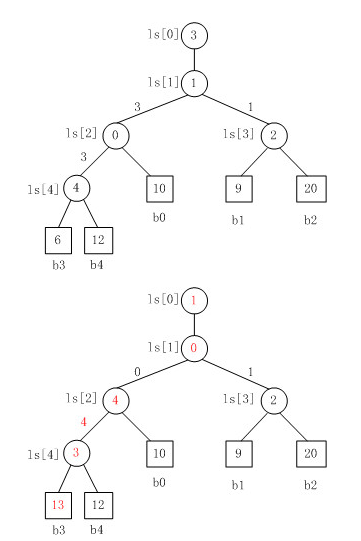 ls[0] 3
ls[1] 1
3 1
ls[2] 0 ls[3] 2
3
ls[4] 4 10 9 20
b0 b1 b2
6 12
b3 b4
ls[0] 1
ls[1] 0
0 1
ls[2] 4 ls[3] 2
4
ls[4] 3 10 9 20
b0 b1 b2
13 12
b3 b4